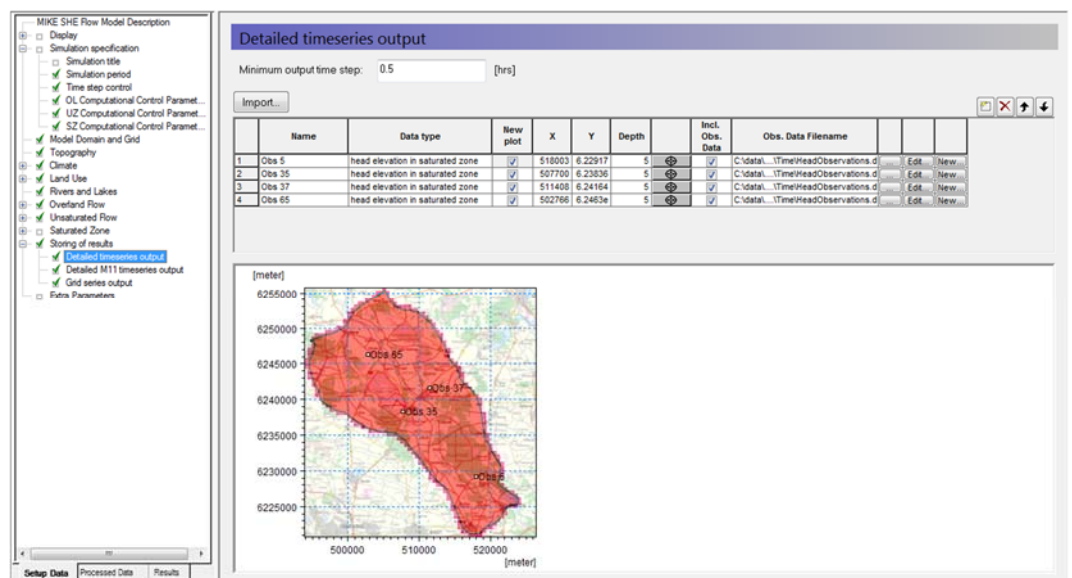 MIKE SHE Flow Model Description
Display
Simulation specification
Simulation title
Simulation period
Time step control
OL Computational Control Paramet...
UZ Computational Control Paramet...
SZ Computational Control Paramet...
Model Domain and Grid
Topography
Climate
Land Use
Rivers and Lakes
Overland Flow
Unsaturated Flow
Saturated Zone
Storing of results
Detailed timeseries output
Detailed M11 timeseries output
Grid series output
Extra Parameters
Setup Data Processed Data Results
Detailed timeseries output
Minimum output time step: 0.5 [hrs]
Import...
Name Data type New plot X Y Depth Incl. Obs. Data Obs. Data Filename
1 Obs 5 head elevation in saturated zone 518003 6.22917 5 C:\data\....\Time\HeadObservations.d ... Edit... New...
2 Obs 35 head elevation in saturated zone 507700 6.23836 5 C:\data\....\Time\HeadObservations.d ... Edit... New...
3 Obs 37 head elevation in saturated zone 511408 6.24164 5 C:\data\....\Time\HeadObservations.d ... Edit... New...
4 Obs 65 head elevation in saturated zone 502766 6.2463e 5 C:\data\....\Time\HeadObservations.d ... Edit... New...
[meter]
6255000
6250000
6245000
6240000
6235000
6230000
6225000
Obs 65
Obs 37
Obs 35
Obs 5
500000 510000 520000
[meter]